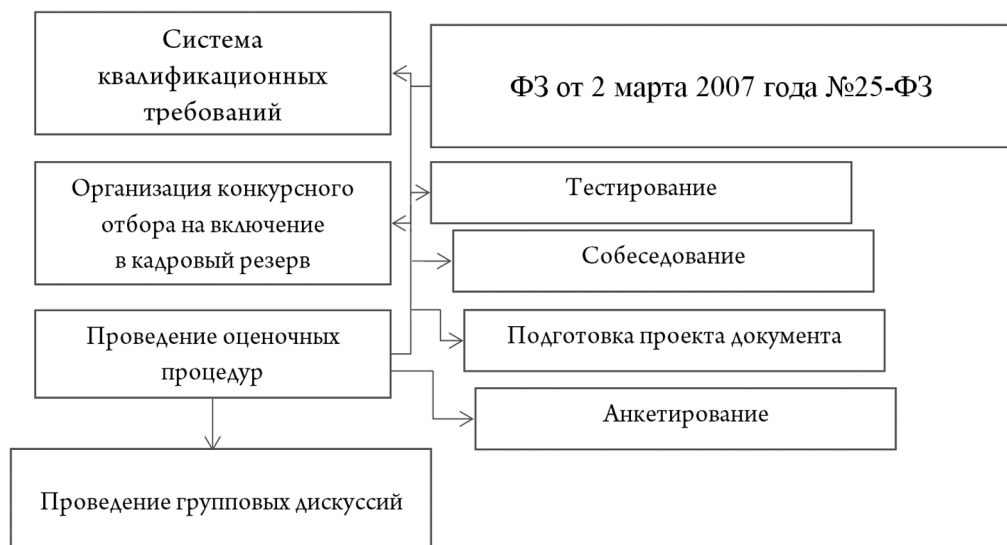 Система
квалификационных
требований
ФЗ от 2 марта 2007 года №25-ФЗ
Организация конкурсного
отбора на включение
в кадровый резерв
Тестирование
Собеседование
Проведение оценочных
процедур
Подготовка проекта документа
Анкетирование
Проведение групповых дискуссий